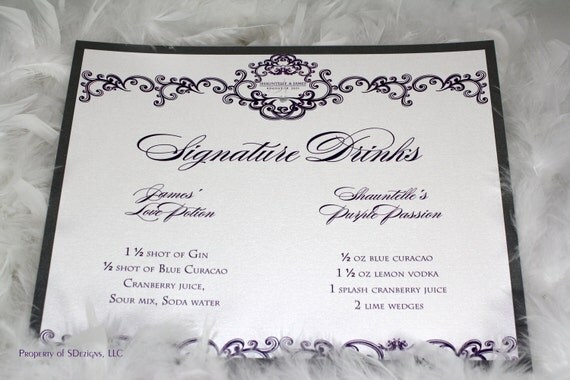 Shauntelle & James
Signature Drinks
James'
Love Potion
1 ½ shot of Gin
½ shot of Blue Curacao
Cranberry juice,
Sour mix, Soda water
Shauntelle's
Purple Passion
½ oz blue curacao
1 ½ oz lemon vodka
1 splash cranberry juice
2 lime wedges
Property of SDezigns, LLC